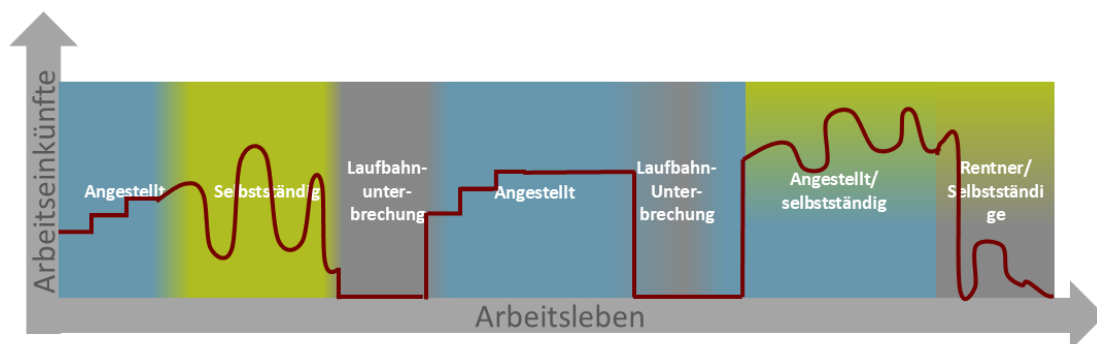 Arbeitseinkünfte
Angestellt
Selbstständig
Laufbahn-
unter-
brechung
Angestellt
Laufbahn-
Unter-
brechung
Angestellt/
selbstständig
Rentner/
Selbstständi
ge
Arbeitsleben